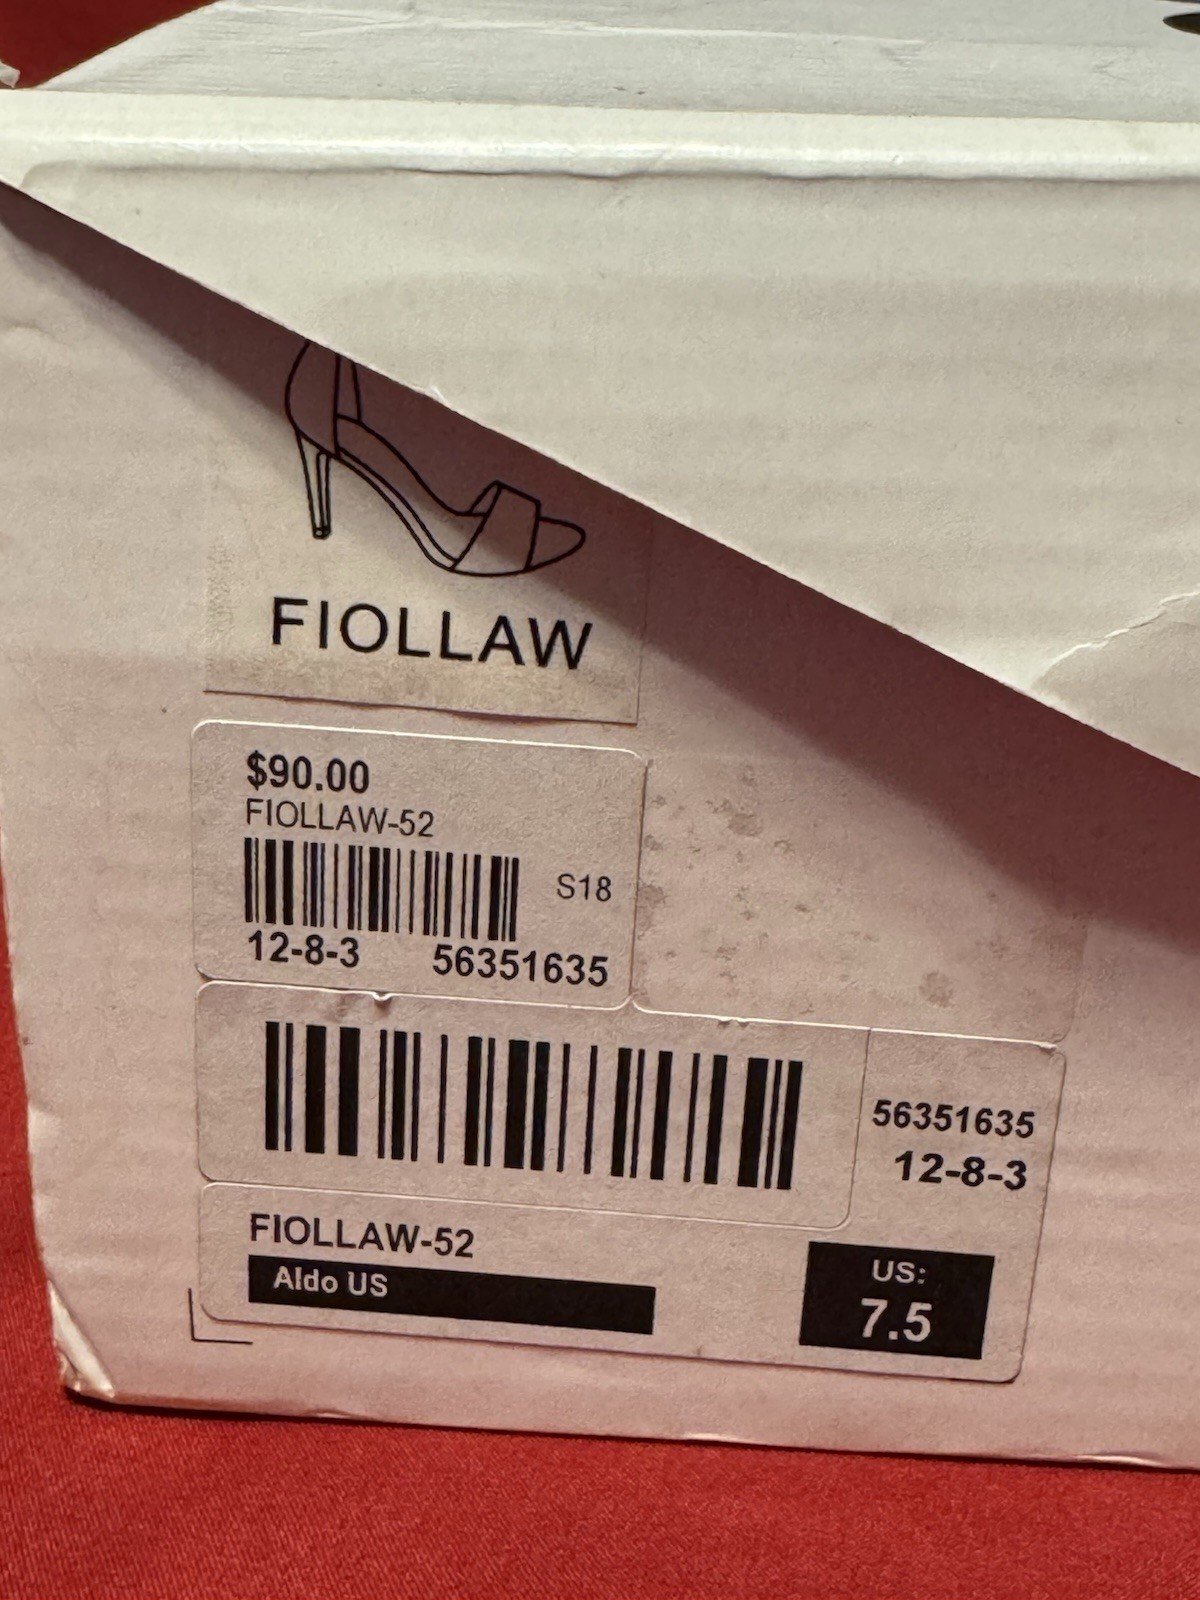 FIOLLAW
$90.00
FIOLLAW-52
S18
12-8-3 56351635
56351635
12-8-3
FIOLLAW-52
Aldo US
US:
7.5